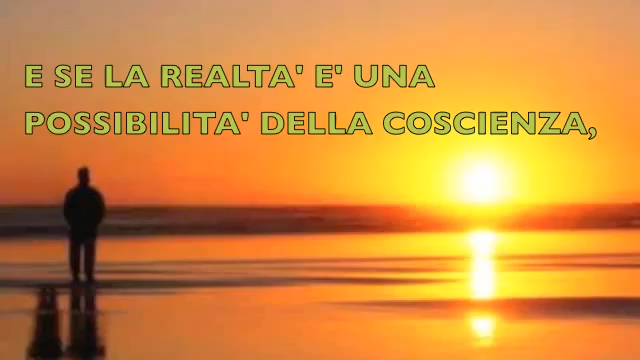 E SE LA REALTA' E' UNA
POSSIBILITA' DELLA COSCIENZA,